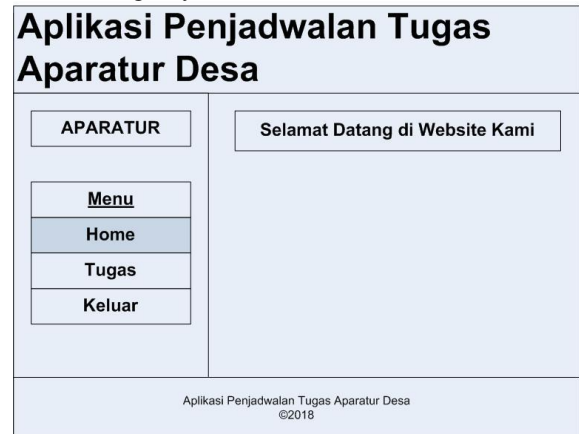 Aplikasi Penjadwalan Tugas
Aparatur Desa
APARATUR
Selamat Datang di Website Kami
Menu
Home
Tugas
Keluar
Aplikasi Penjadwalan Tugas Aparatur Desa
©2018